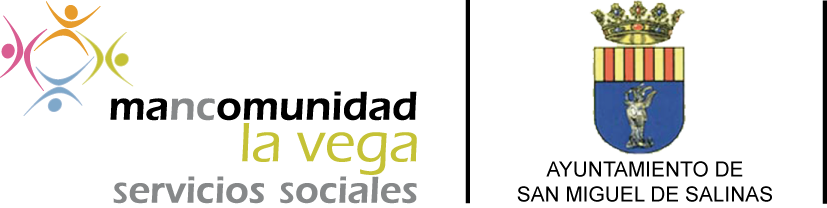 mancomunidad
la vega
servicios sociales
AYUNTAMIENTO DE
SAN MIGUEL DE SALINAS